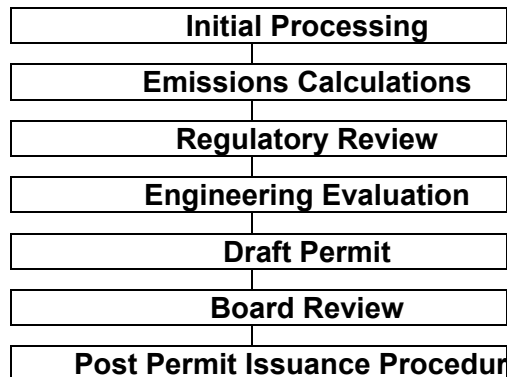 Initial Processing
Emissions Calculations
Regulatory Review
Engineering Evaluation
Draft Permit
Board Review
Post Permit Issuance Procedur